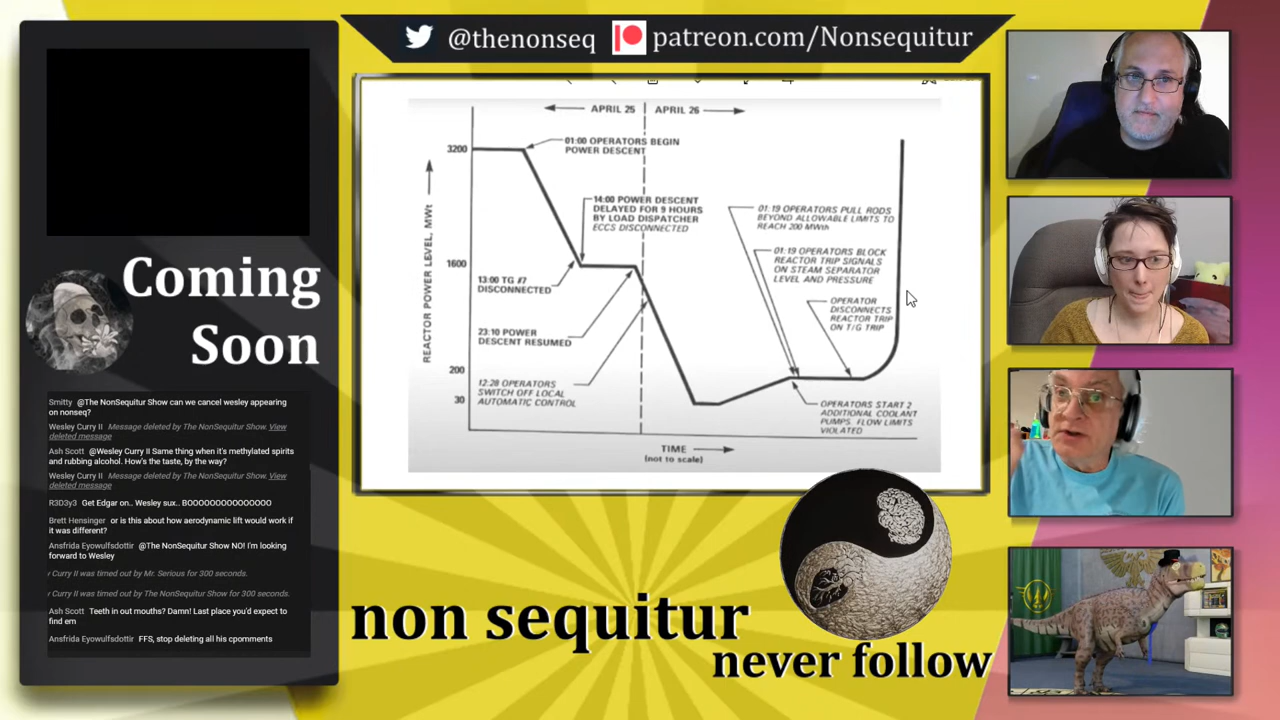 @thenonseq
patreon.com/Nonsequitur
APRIL 25
APRIL 26
3200
01:00 OPERATORS BEGIN
POWER DESCENT
14:00 POWER DESCENT
DELAYED FOR 9 HOURS
BY LOAD DISPATCHER
ECCS DISCONNECTED
01:19 OPERATORS PULL RODS
BEYOND ALLOWABLE LIMITS TO
REACH 200 MWth
01:19 OPERATORS BLOCK
REACTOR TRIP SIGNALS
ON STEAM SEPARATOR
LEVEL AND PRESSURE
REACTOR POWER LEVEL, MWt
1600
13:00 TG #7
DISCONNECTED
OPERATOR
DISCONNECTS
REACTOR TRIP
ON T/G TRIP
23:10 POWER
DESCENT RESUMED
200
12:28 OPERATORS
SWITCH OFF LOCAL
AUTOMATIC CONTROL
30
OPERATORS START 2
ADDITIONAL COOLANT
PUMPS. FLOW LIMITS
VIOLATED
TIME
(not to scale)
Coming
Soon
Smitty @The NonSequitur Show can we cancel wesley appearing
on nonseq?
Wesley Curry II Message deleted by The NonSequitur Show. View
deleted message
Ash Scott @Wesley Curry II Same thing when it's methylated spirits
and rubbing alcohol. How's the taste, by the way?
Wesley Curry II Message deleted by The NonSequitur Show. View
deleted message
R3D3y3 Get Edgar on.. Wesley sux.. BOOOOOOOOOOOOOO
Brett Hensinger or is this about how aerodynamic lift would work if
it was different?
Ansfrida Eyowulfsdottir @The NonSequitur Show NO! I'm looking
forward to Wesley
y Curry II was timed out by Mr. Serious for 300 seconds.
y Curry II was timed out by The NonSequitur Show for 300 seconds.
Ash Scott Teeth in out mouths? Damn! Last place you'd expect to
find em
Ansfrida Eyowulfsdottir FFS, stop deleting all his cpomments
non sequitur
never follow